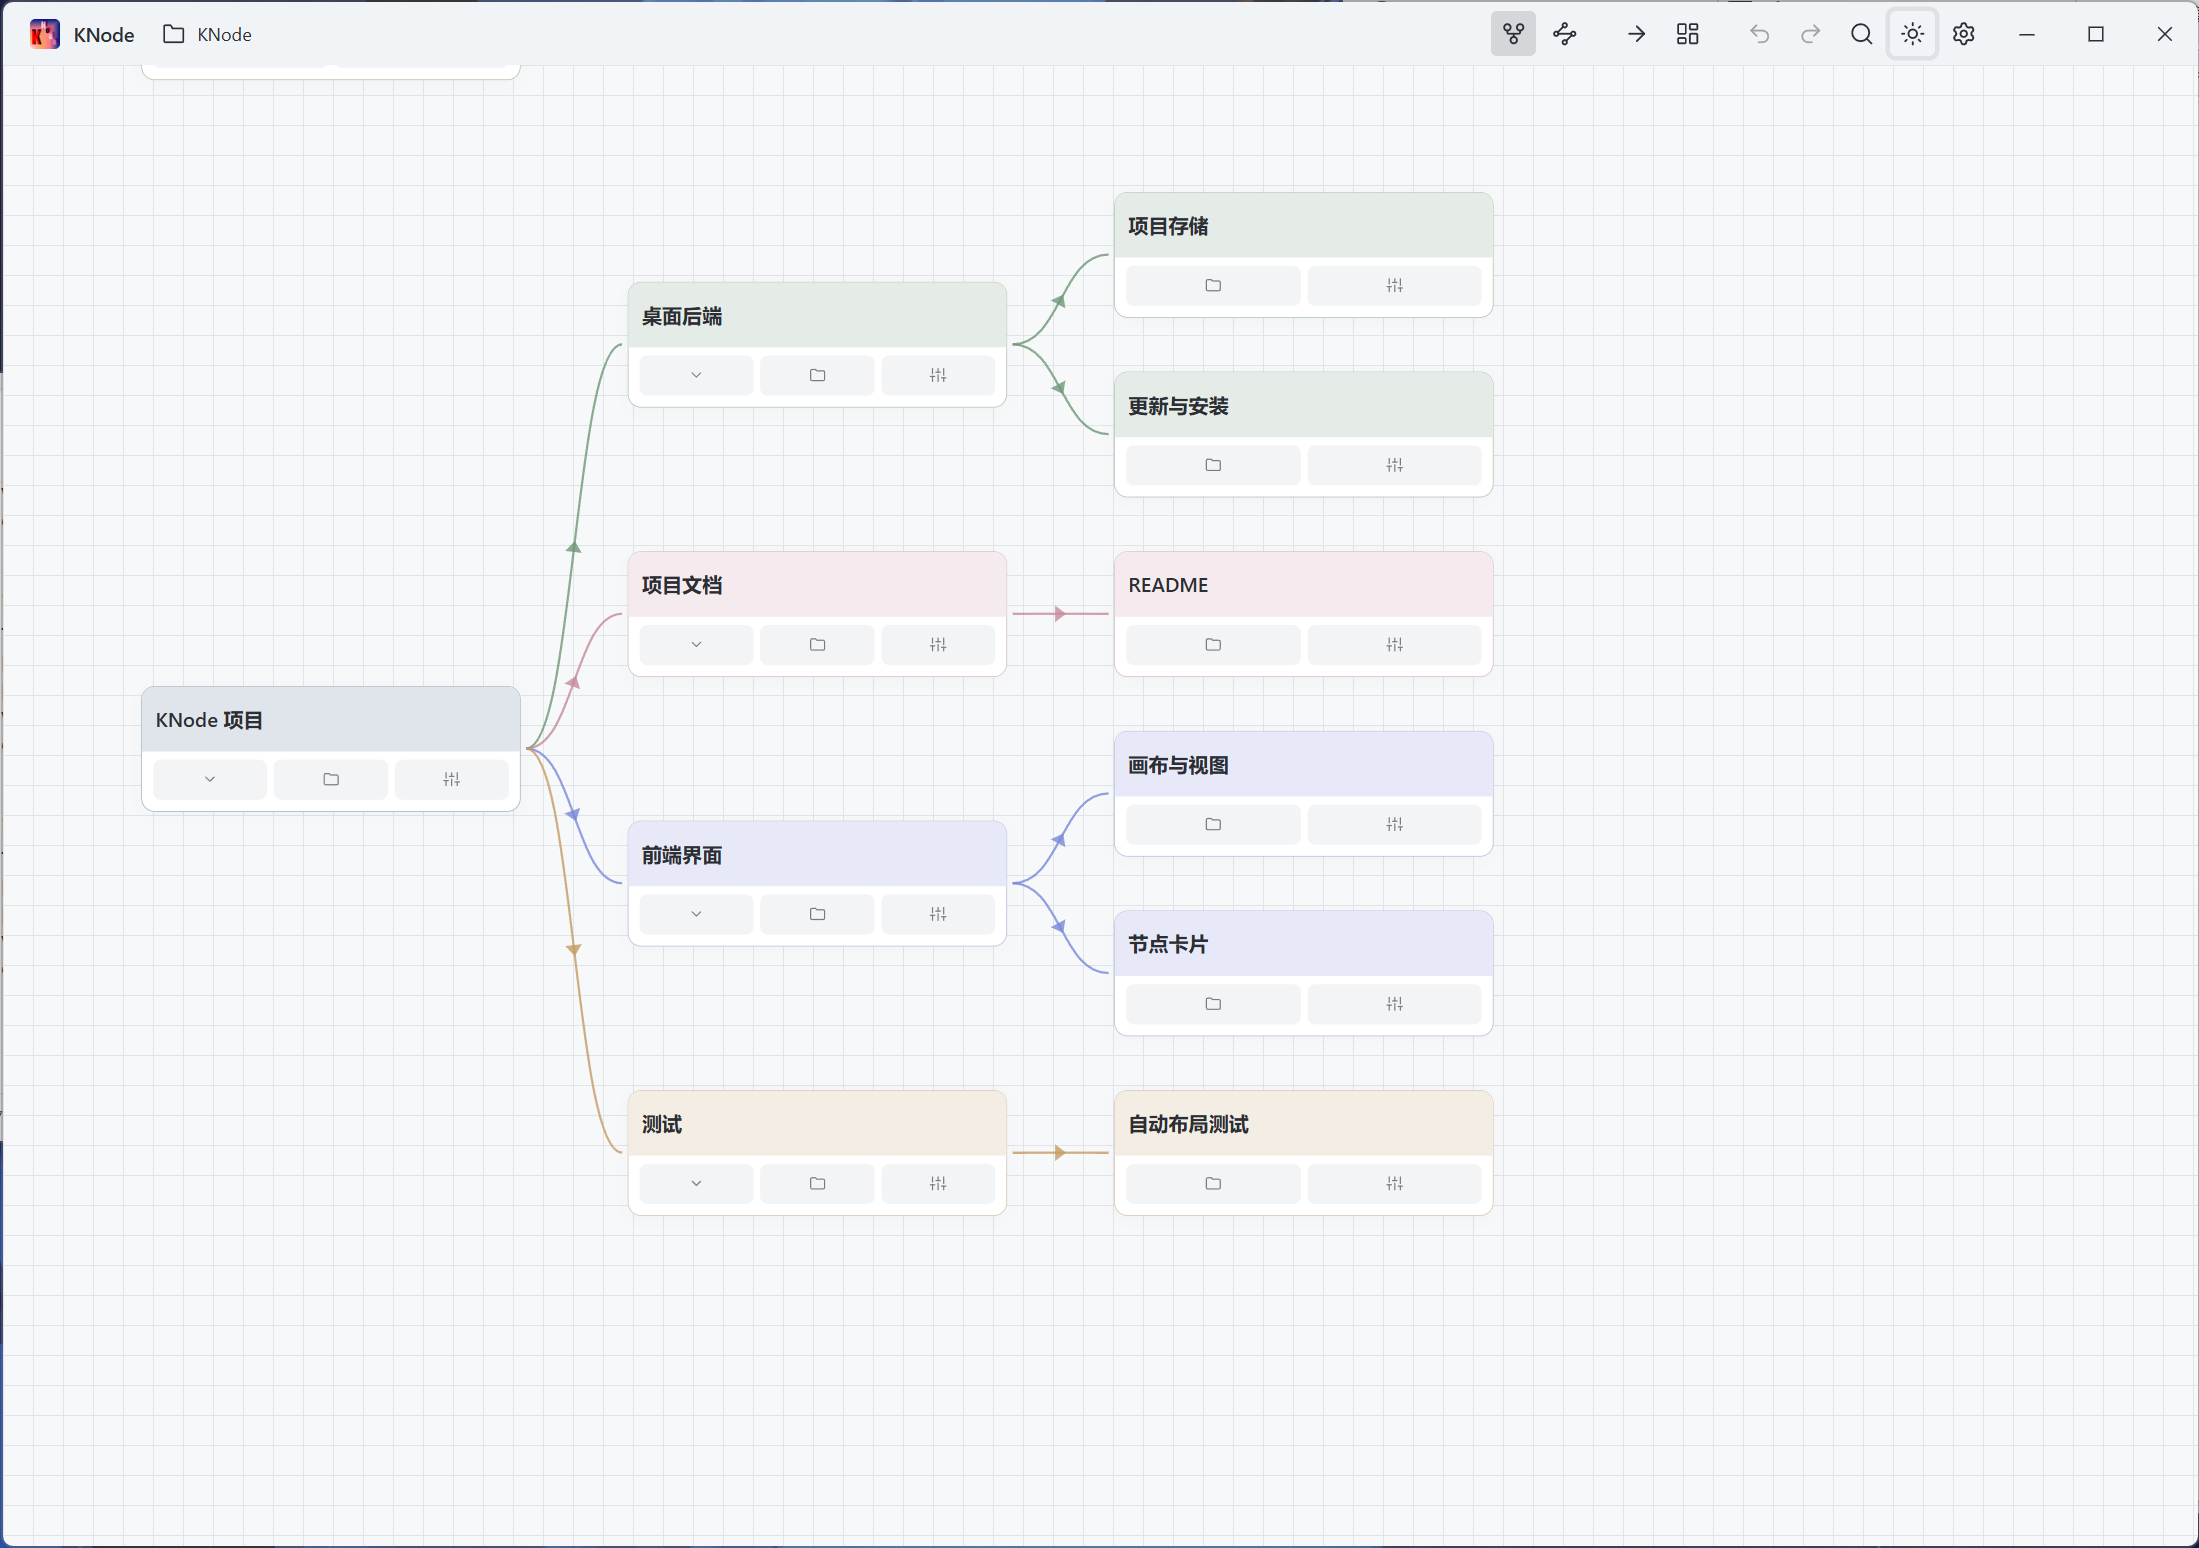 KNode
KNode
项目存储
桌面后端
更新与安装
项目文档
README
KNode 项目
画布与视图
前端界面
节点卡片
测试
自动布局测试